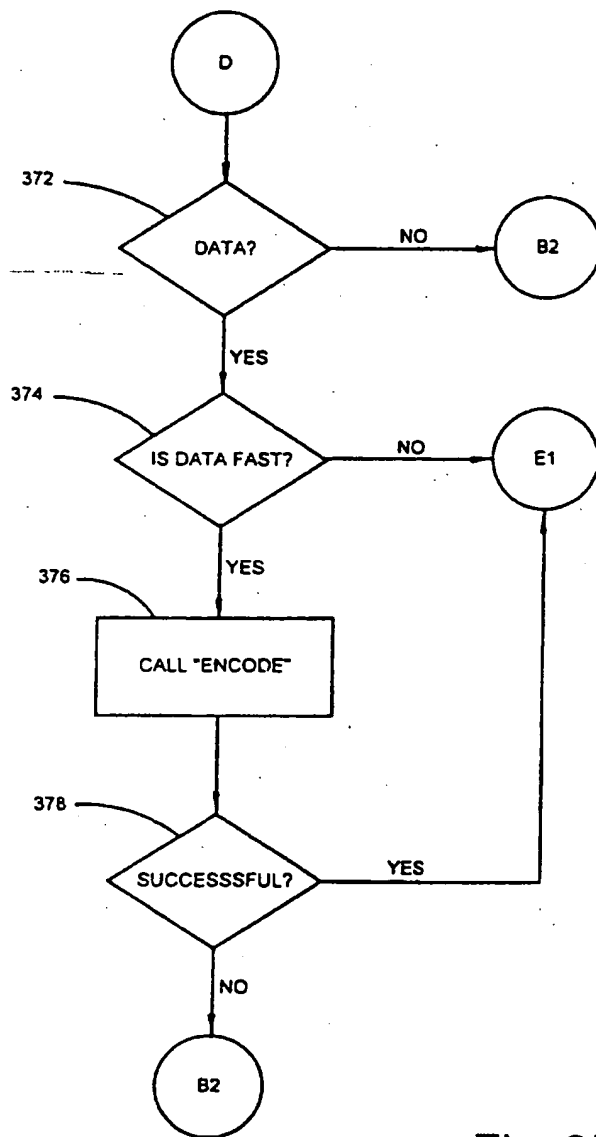 D
372
DATA?
NO
B2
YES
374
IS DATA FAST?
NO
E1
YES
376
CALL "ENCODE"
378
SUCCESSSFUL?
YES
NO
B2